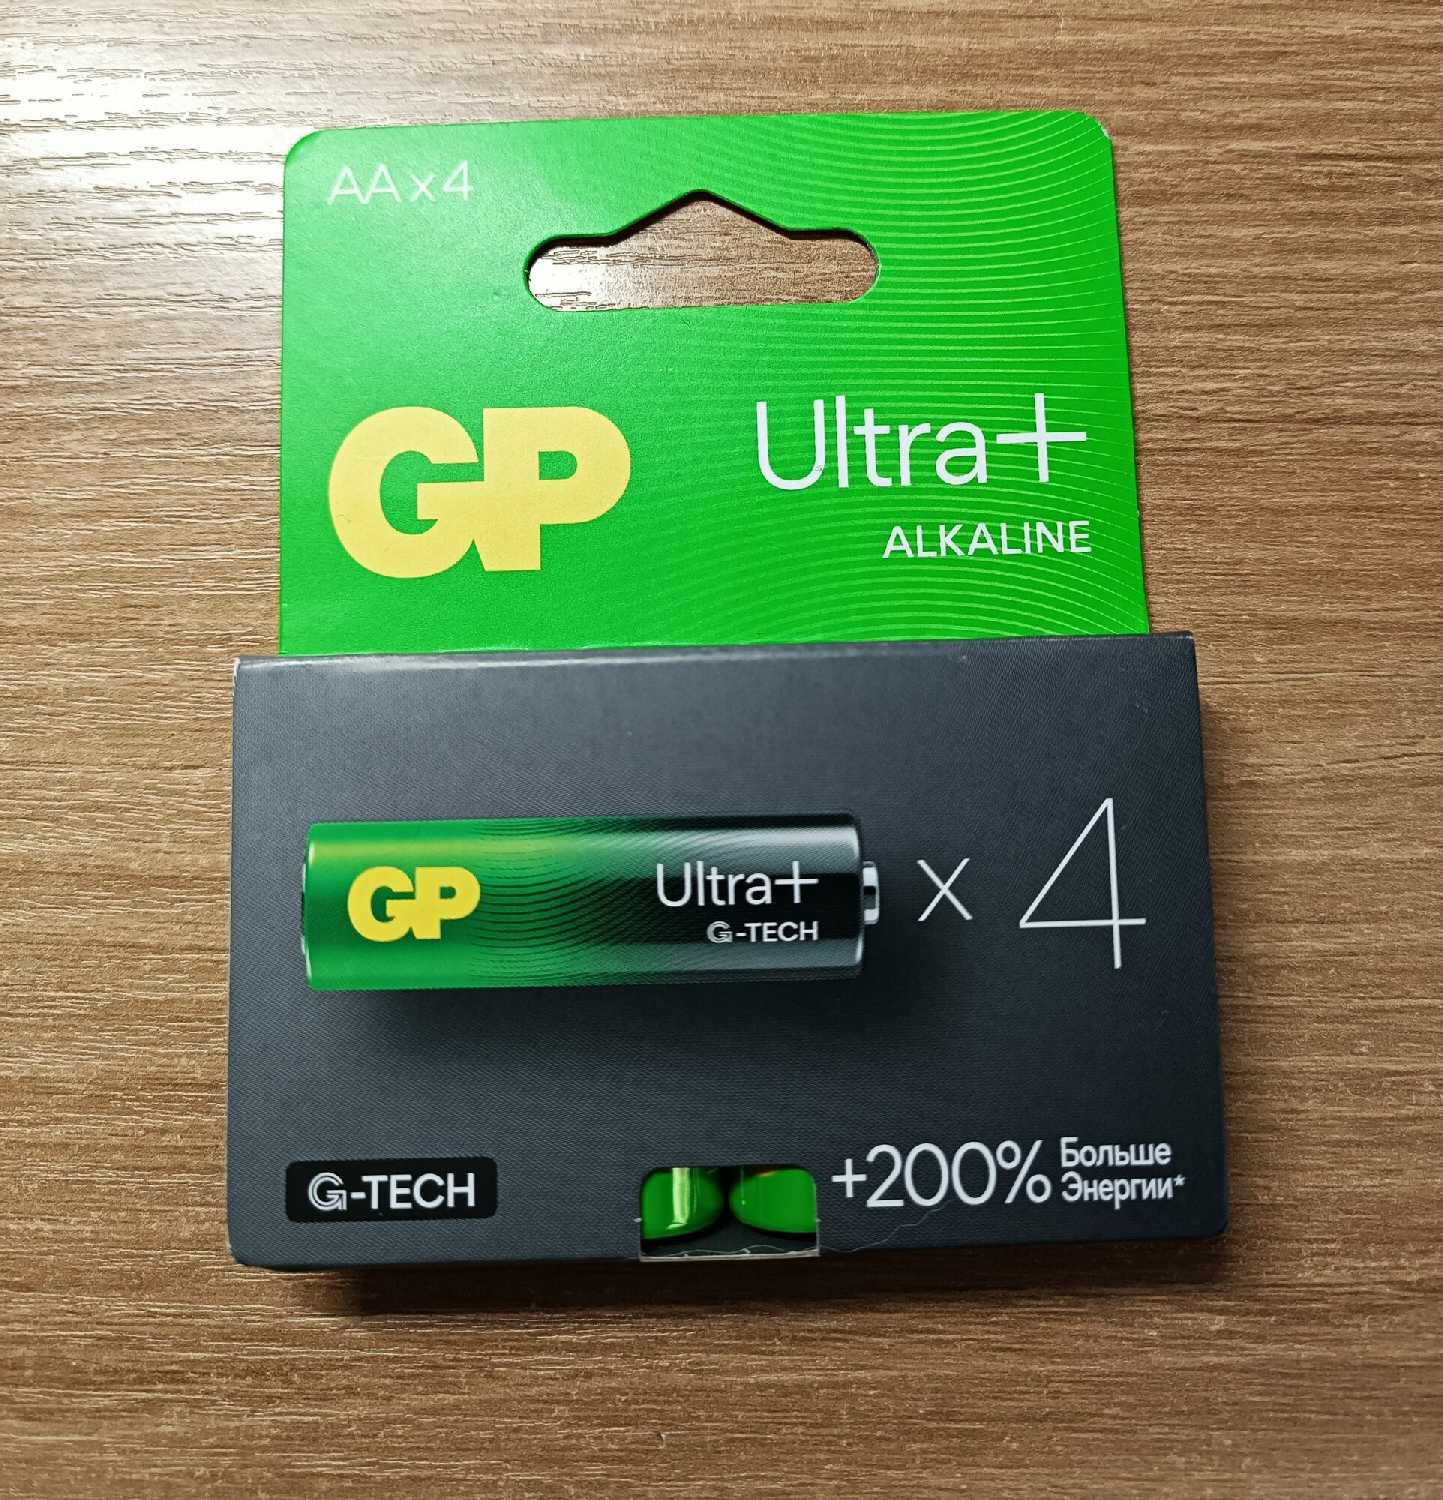 AA x 4
GP
Ultra+
ALKALINE
GP
Ultra+
G-TECH
x 4
G-TECH
+200% Больше
Энергии*